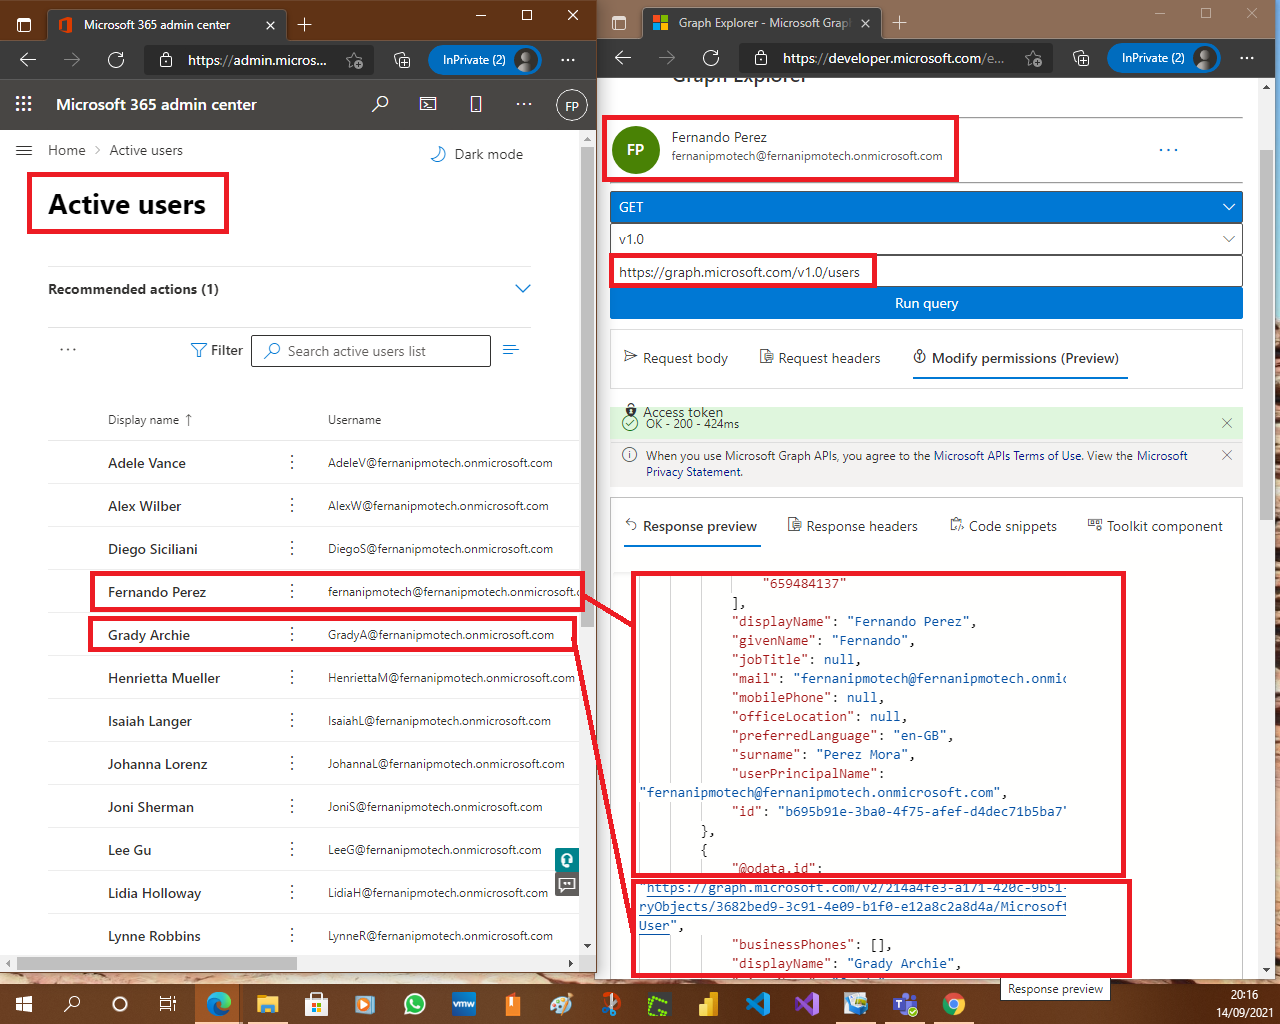 Microsoft 365 admin center
https://admin.micros...
InPrivate (2)
Microsoft 365 admin center
FP
Home > Active users
Dark mode
Active users
Recommended actions (1)
Filter
Search active users list
Display name ↑
Username
Adele Vance
AdeleV@fernanipmotech.onmicrosoft.com
Alex Wilber
AlexW@fernanipmotech.onmicrosoft.com
Diego Siciliani
DiegoS@fernanipmotech.onmicrosoft.com
Fernando Perez
fernanipmotech@fernanipmotech.onmicrosoft.c
Grady Archie
GradyA@fernanipmotech.onmicrosoft.com
Henrietta Mueller
HenriettaM@fernanipmotech.onmicrosoft.com
Isaiah Langer
IsaiahL@fernanipmotech.onmicrosoft.com
Johanna Lorenz
JohannaL@fernanipmotech.onmicrosoft.com
Joni Sherman
JoniS@fernanipmotech.onmicrosoft.com
Lee Gu
LeeG@fernanipmotech.onmicrosoft.com
Lidia Holloway
LidiaH@fernanipmotech.onmicrosoft.com
Lynne Robbins
LynneR@fernanipmotech.onmicrosoft.com
Graph Explorer - Microsoft Graph
https://developer.microsoft.com/e...
InPrivate (2)
Graph Explorer
FP
Fernando Perez
fernanipmotech@fernanipmotech.onmicrosoft.com
GET
v1.0
https://graph.microsoft.com/v1.0/users
Run query
Request body
Request headers
Modify permissions (Preview)
Access token
OK - 200 - 424ms
When you use Microsoft Graph APIs, you agree to the Microsoft APIs Terms of Use. View the Microsoft
Privacy Statement.
Response preview
Response headers
Code snippets
Toolkit component
"659484137"
],
"displayName": "Fernando Perez",
"givenName": "Fernando",
"jobTitle": null,
"mail": "fernanipmotech@fernanipmotech.onmic
"mobilePhone": null,
"officeLocation": null,
"preferredLanguage": "en-GB",
"surname": "Perez Mora",
"userPrincipalName":
"fernanipmotech@fernanipmotech.onmicrosoft.com",
"id": "b695b91e-3ba0-4f75-afef-d4dec71b5ba7"
},
{
"@odata.id":
"https://graph.microsoft.com/v2/214a4fe3-a171-420c-9b51-
ryObjects/3682bed9-3c91-4e09-b1f0-e12a8c2a8d4a/Microsoft
User",
"businessPhones": [],
"displayName": "Grady Archie",
Response preview
vmw
20:16
14/09/2021